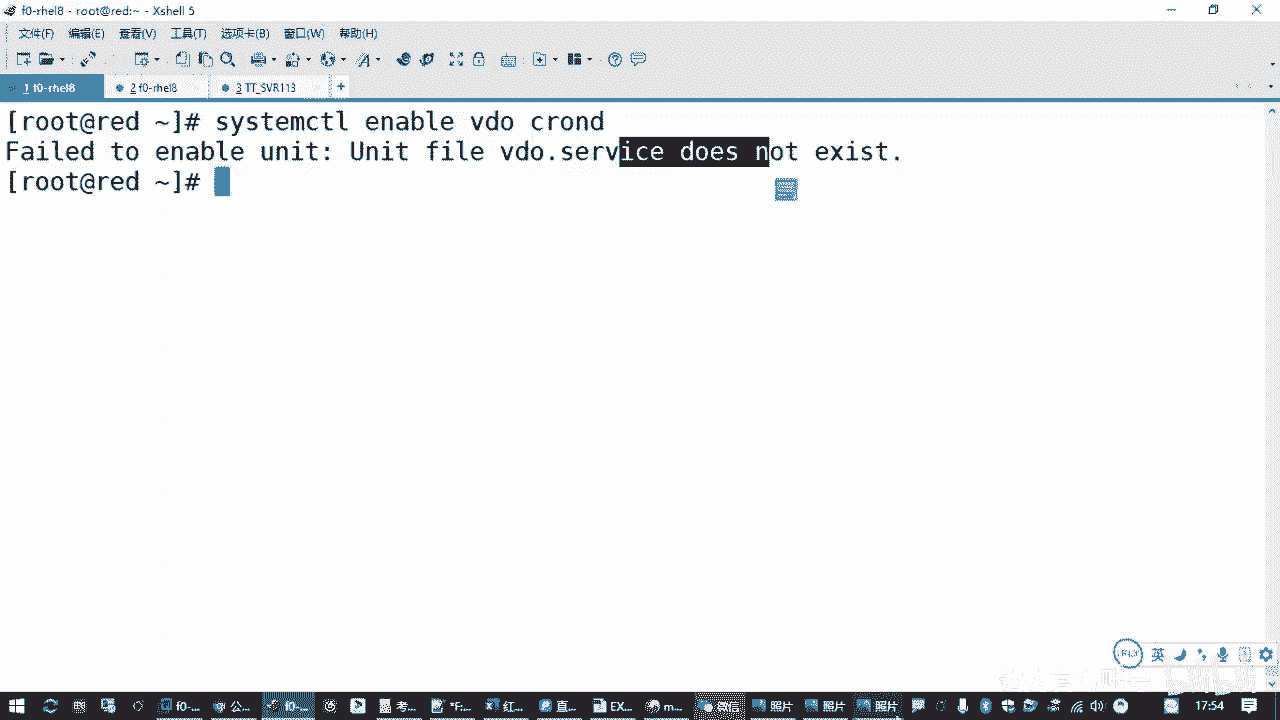 f0-rhel8 - root@red:~ - Xshell 5
文件(F) 编辑(E) 查看(V) 工具(T) 选项卡(B) 窗口(W) 帮助(H)
1 f0-rhel8 2 f0-rhel8 3 TT_SVR113 +
[root@red ~]# systemctl enable vdo crond
Failed to enable unit: Unit file vdo.service does not exist.
[root@red ~]#
英
f0-... 公... f0-... 考... *F... 红... 直... EX... m... 微信 照片 照片 照片 17:54